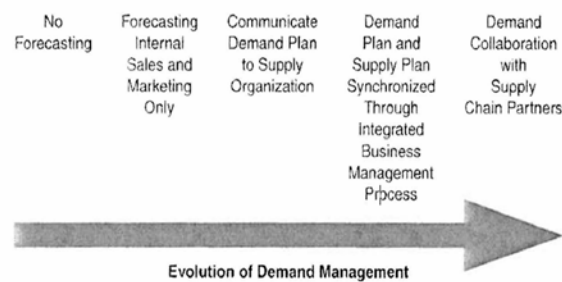 No
Forecasting
Forecasting
Internal
Sales and
Marketing
Only
Communicate
Demand Plan
to Supply
Organization
Demand
Plan and
Supply Plan
Synchronized
Through
Integrated
Business
Management
Process
Demand
Collaboration
with
Supply
Chain Partners
Evolution of Demand Management